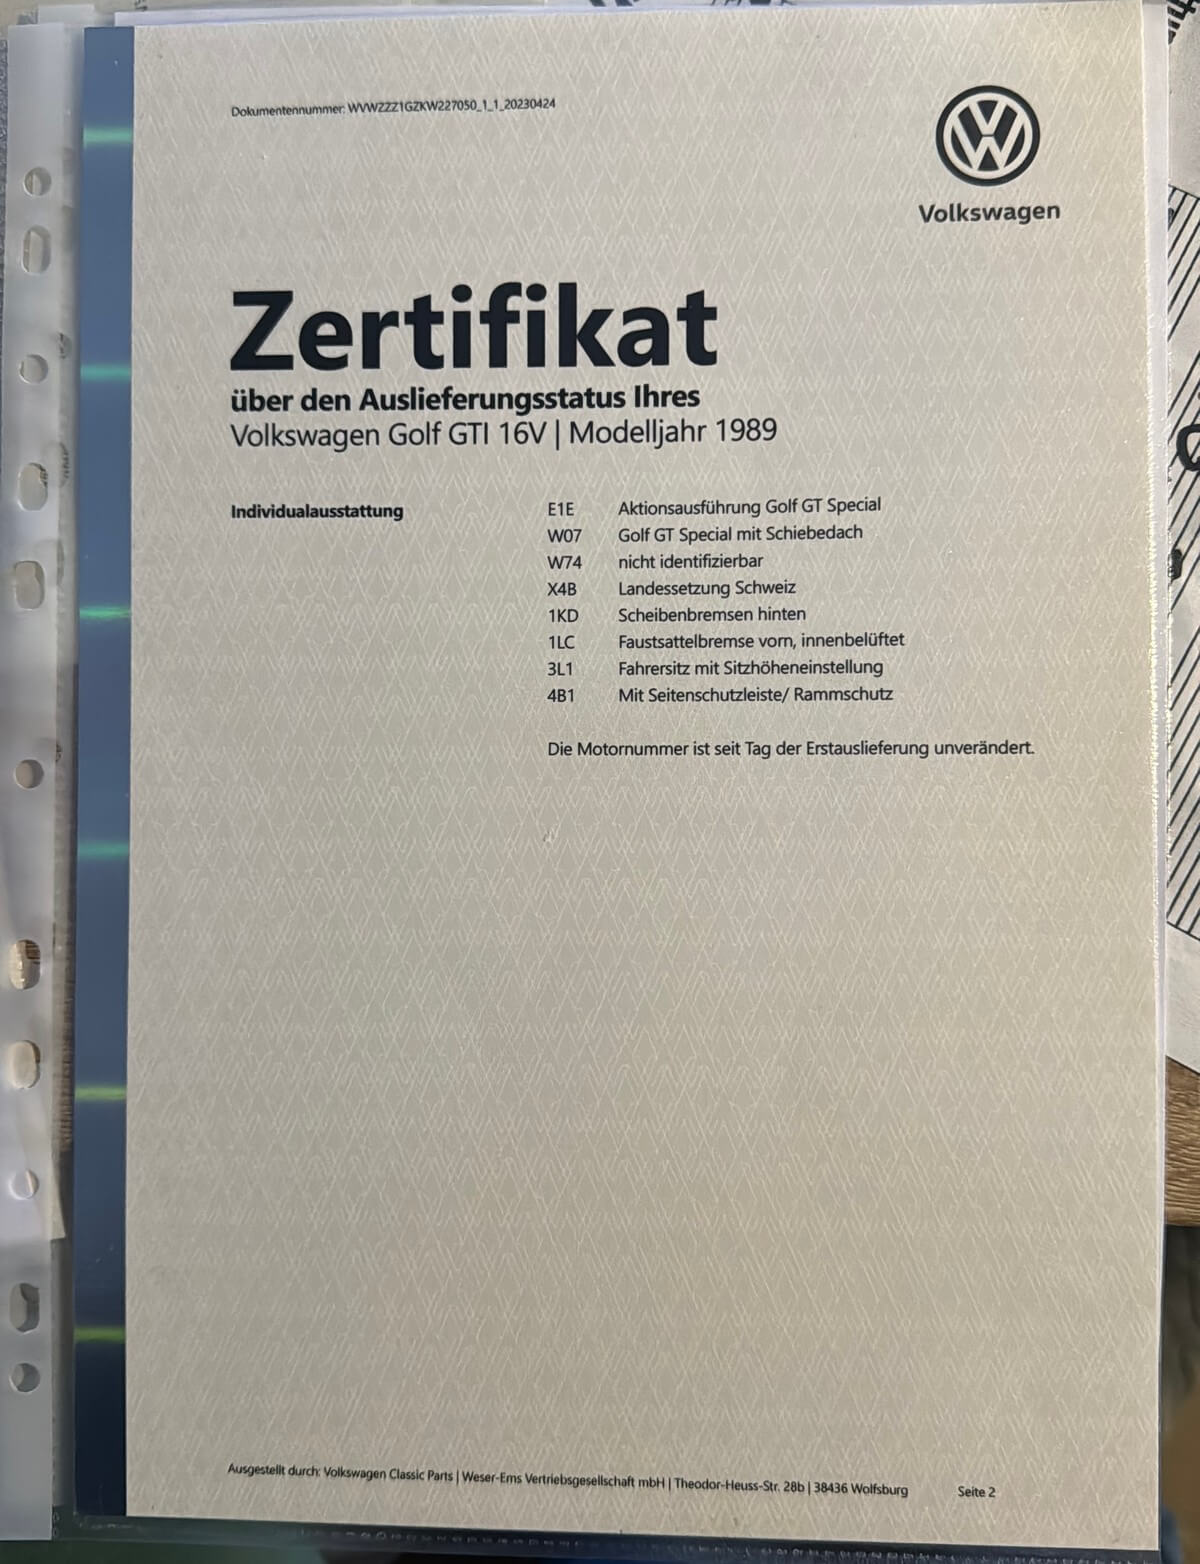 Dokumentennummer: WVWZZZ1GZKW227050_1_1_20230424
Volkswagen
Zertifikat
über den Auslieferungsstatus Ihres
Volkswagen Golf GTI 16V | Modelljahr 1989
Individualausstattung
E1E Aktionsausführung Golf GT Special
W07 Golf GT Special mit Schiebedach
W74 nicht identifizierbar
X4B Landessetzung Schweiz
1KD Scheibenbremsen hinten
1LC Faustsattelbremse vorn, innenbelüftet
3L1 Fahrersitz mit Sitzhöheneinstellung
4B1 Mit Seitenschutzleiste/ Rammschutz
Die Motornummer ist seit Tag der Erstauslieferung unverändert.
Ausgestellt durch: Volkswagen Classic Parts | Weser-Ems Vertriebsgesellschaft mbH | Theodor-Heuss-Str. 28b | 38436 Wolfsburg
Seite 2